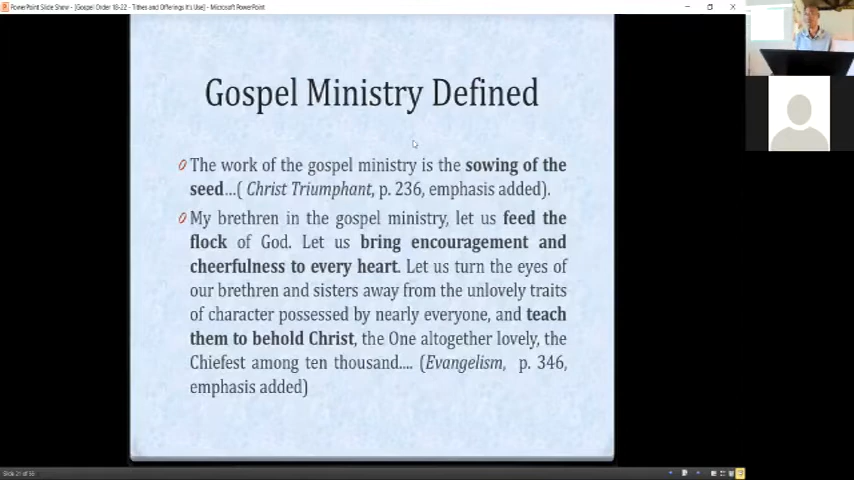 PowerPoint Slide Show - [Gospel Order 18-22 - Tithes and Offerings It's Use] - Microsoft PowerPoint
Gospel Ministry Defined
The work of the gospel ministry is the sowing of the
seed...( Christ Triumphant, p. 236, emphasis added).
My brethren in the gospel ministry, let us feed the
flock of God. Let us bring encouragement and
cheerfulness to every heart. Let us turn the eyes of
our brethren and sisters away from the unlovely traits
of character possessed by nearly everyone, and teach
them to behold Christ, the One altogether lovely, the
Chiefest among ten thousand.... (Evangelism, p. 346,
emphasis added)